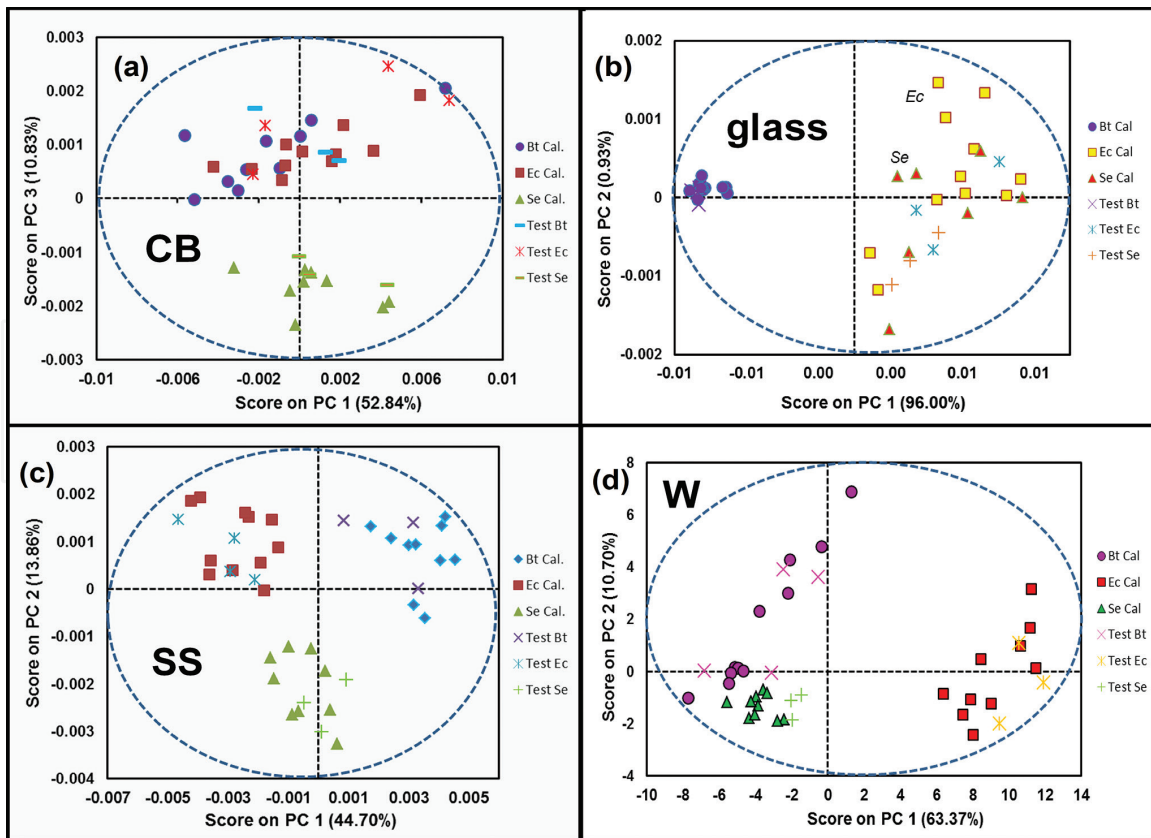 (a)
CB
0.003
0.002
0.001
0
-0.001
-0.002
-0.003
-0.01 -0.006 -0.002 0.002 0.006 0.01
Score on PC 3 (10.83%)
Score on PC 1 (52.84%)
Bt Cal.
Ec Cal.
Se Cal.
Test Bt
Test Ec
Test Se
(b)
glass
Ec
Se
0.002
0.001
0
-0.001
-0.002
-0.01 -0.01 0.00 0.00 0.01 0.01
Score on PC 2 (0.93%)
Score on PC 1 (96.00%)
Bt Cal
Ec Cal
Se Cal
Test Bt
Test Ec
Test Se
(c)
SS
0.003
0.002
0.001
0
-0.001
-0.002
-0.003
-0.004
-0.007 -0.005 -0.003 -0.001 0.001 0.003 0.005
Score on PC 2 (13.86%)
Score on PC 1 (44.70%)
Bt Cal.
Ec Cal.
Se Cal.
Test Bt
Test Ec
Test Se
(d)
W
8
6
4
2
0
-2
-4
-10 -8 -6 -4 -2 0 2 4 6 8 10 12 14
Score on PC 2 (10.70%)
Score on PC 1 (63.37%)
Bt Cal
Ec Cal
Se Cal
Test Bt
Test Ec
Test Se